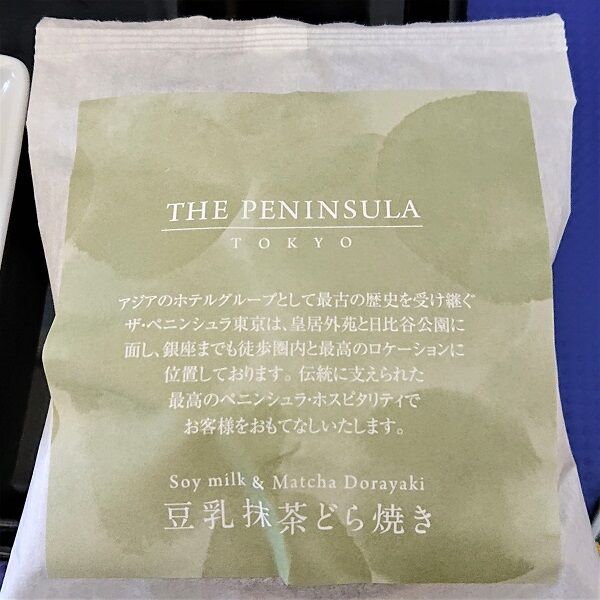 THE PENINSULA
TOKYO
アジアのホテルグループとして最古の歴史を受け継ぐ
ザ・ペニンシュラ東京は、皇居外苑と日比谷公園に
面し、銀座までも徒歩圏内と最高のロケーションに
位置しております。伝統に支えられた
最高のペニンシュラ・ホスピタリティで
お客様をおもてなしいたします。
Soy milk & Matcha Dorayaki
豆乳抹茶どら焼き